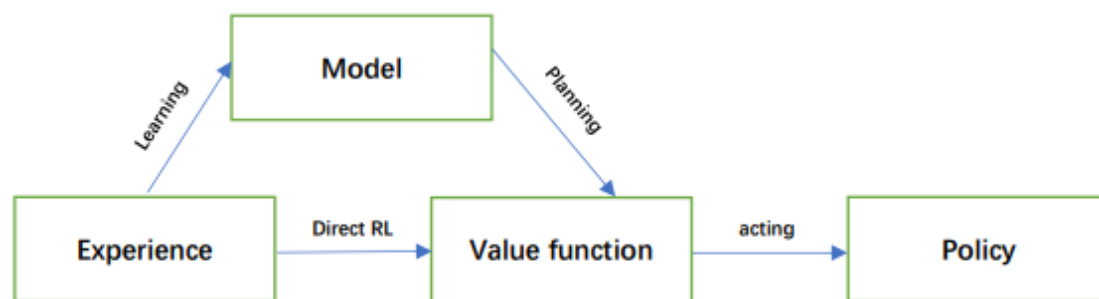 Model
Learning
Planning
Experience
Direct RL
Value function
acting
Policy